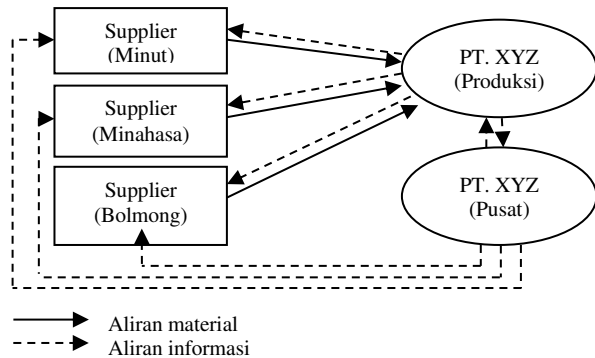 Supplier
(Minut)
PT. XYZ
(Produksi)
Supplier
(Minahasa)
Supplier
(Bolmong)
PT. XYZ
(Pusat)
Aliran material
Aliran informasi